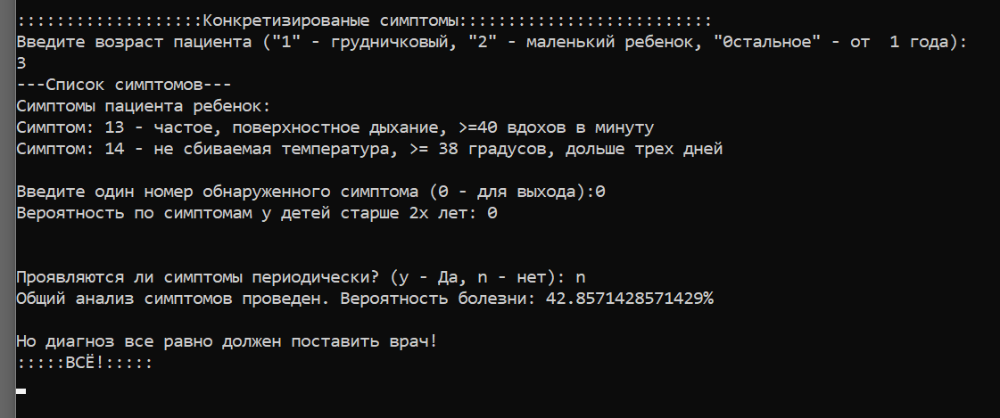 :::::::::::::::::::Конкретизированые симптомы::::::::::::::::::::::::::
Введите возраст пациента ("1" - грудничковый, "2" - маленький ребенок, "0стальное" - от  1 года):
3
---Список симптомов---
Симптомы пациента ребенок:
Симптом: 13 - частое, поверхностное дыхание, >=40 вдохов в минуту
Симптом: 14 - не сбиваемая температура, >= 38 градусов, дольше трех дней
Введите один номер обнаруженного симптома (0 - для выхода):0
Вероятность по симптомам у детей старше 2х лет: 0
Проявляются ли симптомы периодически? (y - Да, n - нет): n
Общий анализ симптомов проведен. Вероятность болезни: 42.8571428571429%
Но диагноз все равно должен поставить врач!
:::::ВСЁ!:::::